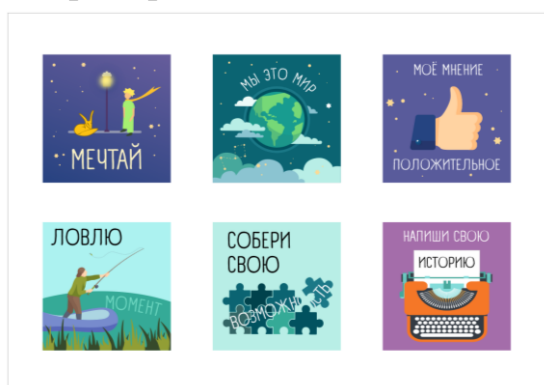 МЕЧТАЙ
МЫ ЭТО МИР
МОЁ МНЕНИЕ
ПОЛОЖИТЕЛЬНОЕ
ЛОВЛЮ
МОМЕНТ
СОБЕРИ
СВОЮ
ВОЗМОЖНОСТЬ
НАПИШИ СВОЮ
ИСТОРИЮ